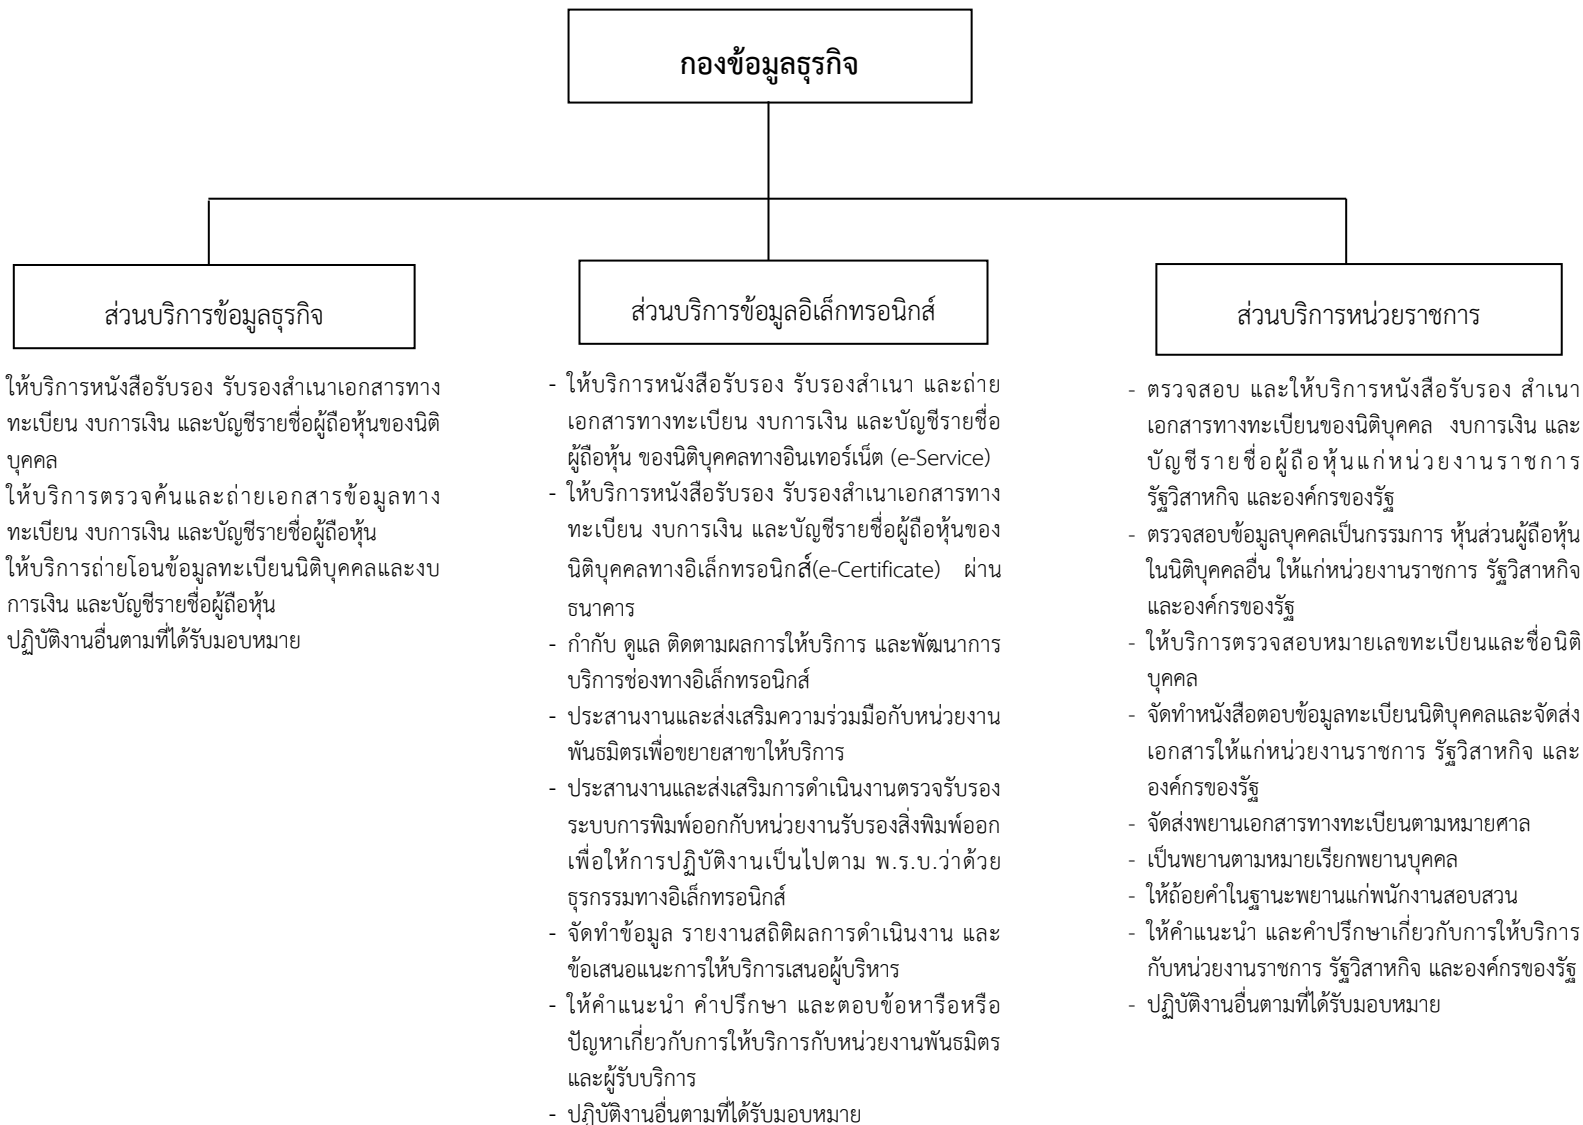 กองข้อมูลธุรกิจ
ส่วนบริการข้อมูลธุรกิจ
ให้บริการหนังสือรับรอง รับรองสำเนาเอกสารทาง
ทะเบียน งบการเงิน และบัญชีรายชื่อผู้ถือหุ้นของนิติ
บุคคล
ให้บริการตรวจค้นและถ่ายเอกสารข้อมูลทาง
ทะเบียน งบการเงิน และบัญชีรายชื่อผู้ถือหุ้น
ให้บริการถ่ายโอนข้อมูลทะเบียนนิติบุคคลและงบ
การเงิน และบัญชีรายชื่อผู้ถือหุ้น
ปฏิบัติงานอื่นตามที่ได้รับมอบหมาย
ส่วนบริการข้อมูลอิเล็กทรอนิกส์
- ให้บริการหนังสือรับรอง รับรองสำเนา และถ่าย
เอกสารทางทะเบียน งบการเงิน และบัญชีรายชื่อ
ผู้ถือหุ้น ของนิติบุคคลทางอินเทอร์เน็ต (e-Service)
- ให้บริการหนังสือรับรอง รับรองสำเนาเอกสารทาง
ทะเบียน งบการเงิน และบัญชีรายชื่อผู้ถือหุ้นของ
นิติบุคคลทางอิเล็กทรอนิกส์(e-Certificate) ผ่าน
ธนาคาร
- กำกับ ดูแล ติดตามผลการให้บริการ และพัฒนาการ
บริการช่องทางอิเล็กทรอนิกส์
- ประสานงานและส่งเสริมความร่วมมือกับหน่วยงาน
พันธมิตรเพื่อขยายสาขาให้บริการ
- ประสานงานและส่งเสริมการดำเนินงานตรวจรับรอง
ระบบการพิมพ์ออกกับหน่วยงานรับรองสิ่งพิมพ์ออก
เพื่อให้การปฏิบัติงานเป็นไปตาม พ.ร.บ.ว่าด้วย
ธุรกรรมทางอิเล็กทรอนิกส์
- จัดทำข้อมูล รายงานสถิติผลการดำเนินงาน และ
ข้อเสนอแนะการให้บริการเสนอผู้บริหาร
- ให้คำแนะนำ คำปรึกษา และตอบข้อหารือหรือ
ปัญหาเกี่ยวกับการให้บริการกับหน่วยงานพันธมิตร
และผู้รับบริการ
- ปฏิบัติงานอื่นตามที่ได้รับมอบหมาย
ส่วนบริการหน่วยราชการ
- ตรวจสอบ และให้บริการหนังสือรับรอง สำเนา
เอกสารทางทะเบียนของนิติบุคคล งบการเงิน และ
บัญชีรายชื่อผู้ถือหุ้นแก่หน่วยงานราชการ
รัฐวิสาหกิจ และองค์กรของรัฐ
- ตรวจสอบข้อมูลบุคคลเป็นกรรมการ หุ้นส่วนผู้ถือหุ้น
ในนิติบุคคลอื่น ให้แก่หน่วยงานราชการ รัฐวิสาหกิจ
และองค์กรของรัฐ
- ให้บริการตรวจสอบหมายเลขทะเบียนและชื่อนิติ
บุคคล
- จัดทำหนังสือตอบข้อมูลทะเบียนนิติบุคคลและจัดส่ง
เอกสารให้แก่หน่วยงานราชการ รัฐวิสาหกิจ และ
องค์กรของรัฐ
- จัดส่งพยานเอกสารทางทะเบียนตามหมายศาล
- เป็นพยานตามหมายเรียกพยานบุคคล
- ให้ถ้อยคำในฐานะพยานแก่พนักงานสอบสวน
- ให้คำแนะนำ และคำปรึกษาเกี่ยวกับการให้บริการ
กับหน่วยงานราชการ รัฐวิสาหกิจ และองค์กรของรัฐ
- ปฏิบัติงานอื่นตามที่ได้รับมอบหมาย